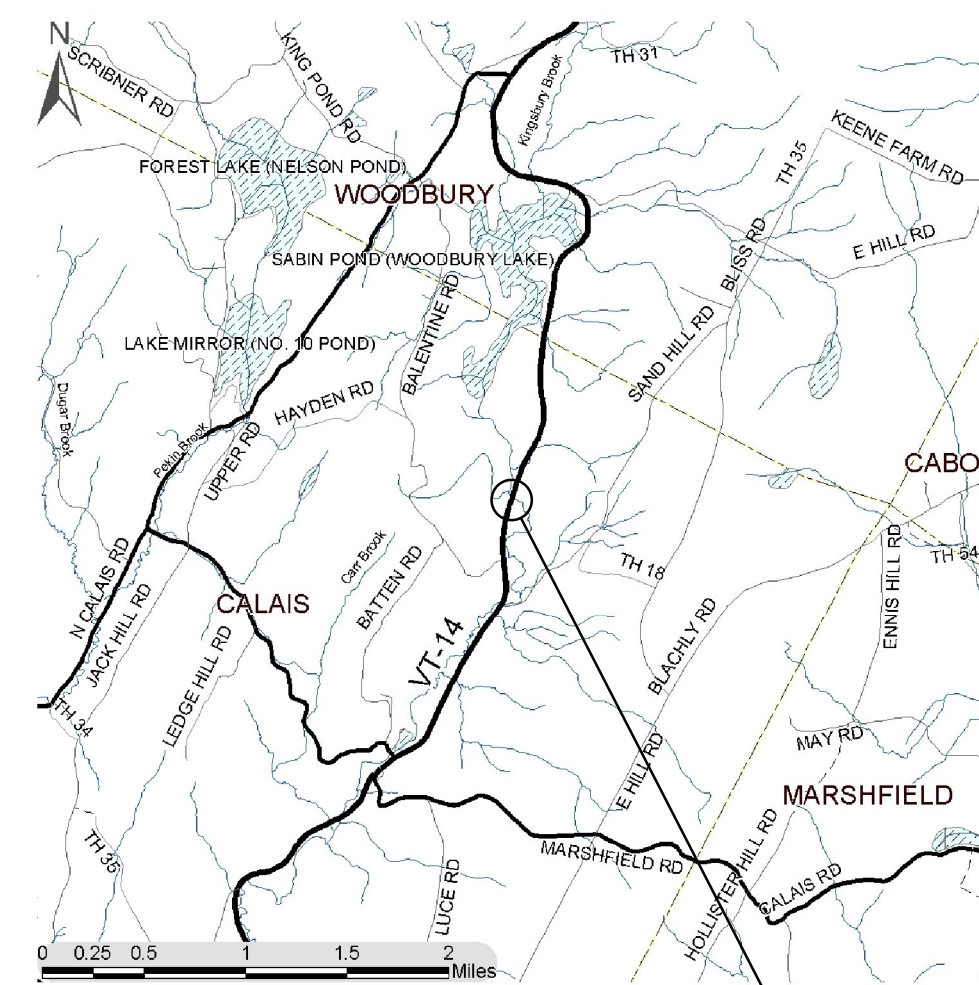 N
SCRIBNER RD
KING POND RD
TH 31
Kingsbury Brook
KEENE FARM RD
TH 35
FOREST LAKE (NELSON POND)
WOODBURY
E HILL RD
BLISS RD
SABIN POND (WOODBURY LAKE)
BALENTINE RD
SAND HILL RD
LAKE MIRROR (NO. 10 POND)
HAYDEN RD
Dugar Brook
Pekin Brook
UPPER RD
CABO
TH 54
ENNIS HILL RD
TH 18
Carr Brook
BATTEN RD
N CALAIS RD
JACK HILL RD
CALAIS
BLACHLY RD
VT-14
LEDGE HILL RD
TH 34
MAY RD
E HILL RD
MARSHFIELD
TH 35
MARSHFIELD RD
LUCE RD
HOLLISTER HILL RD
CALAIS RD
0 0.25 0.5 1 1.5 2
Miles